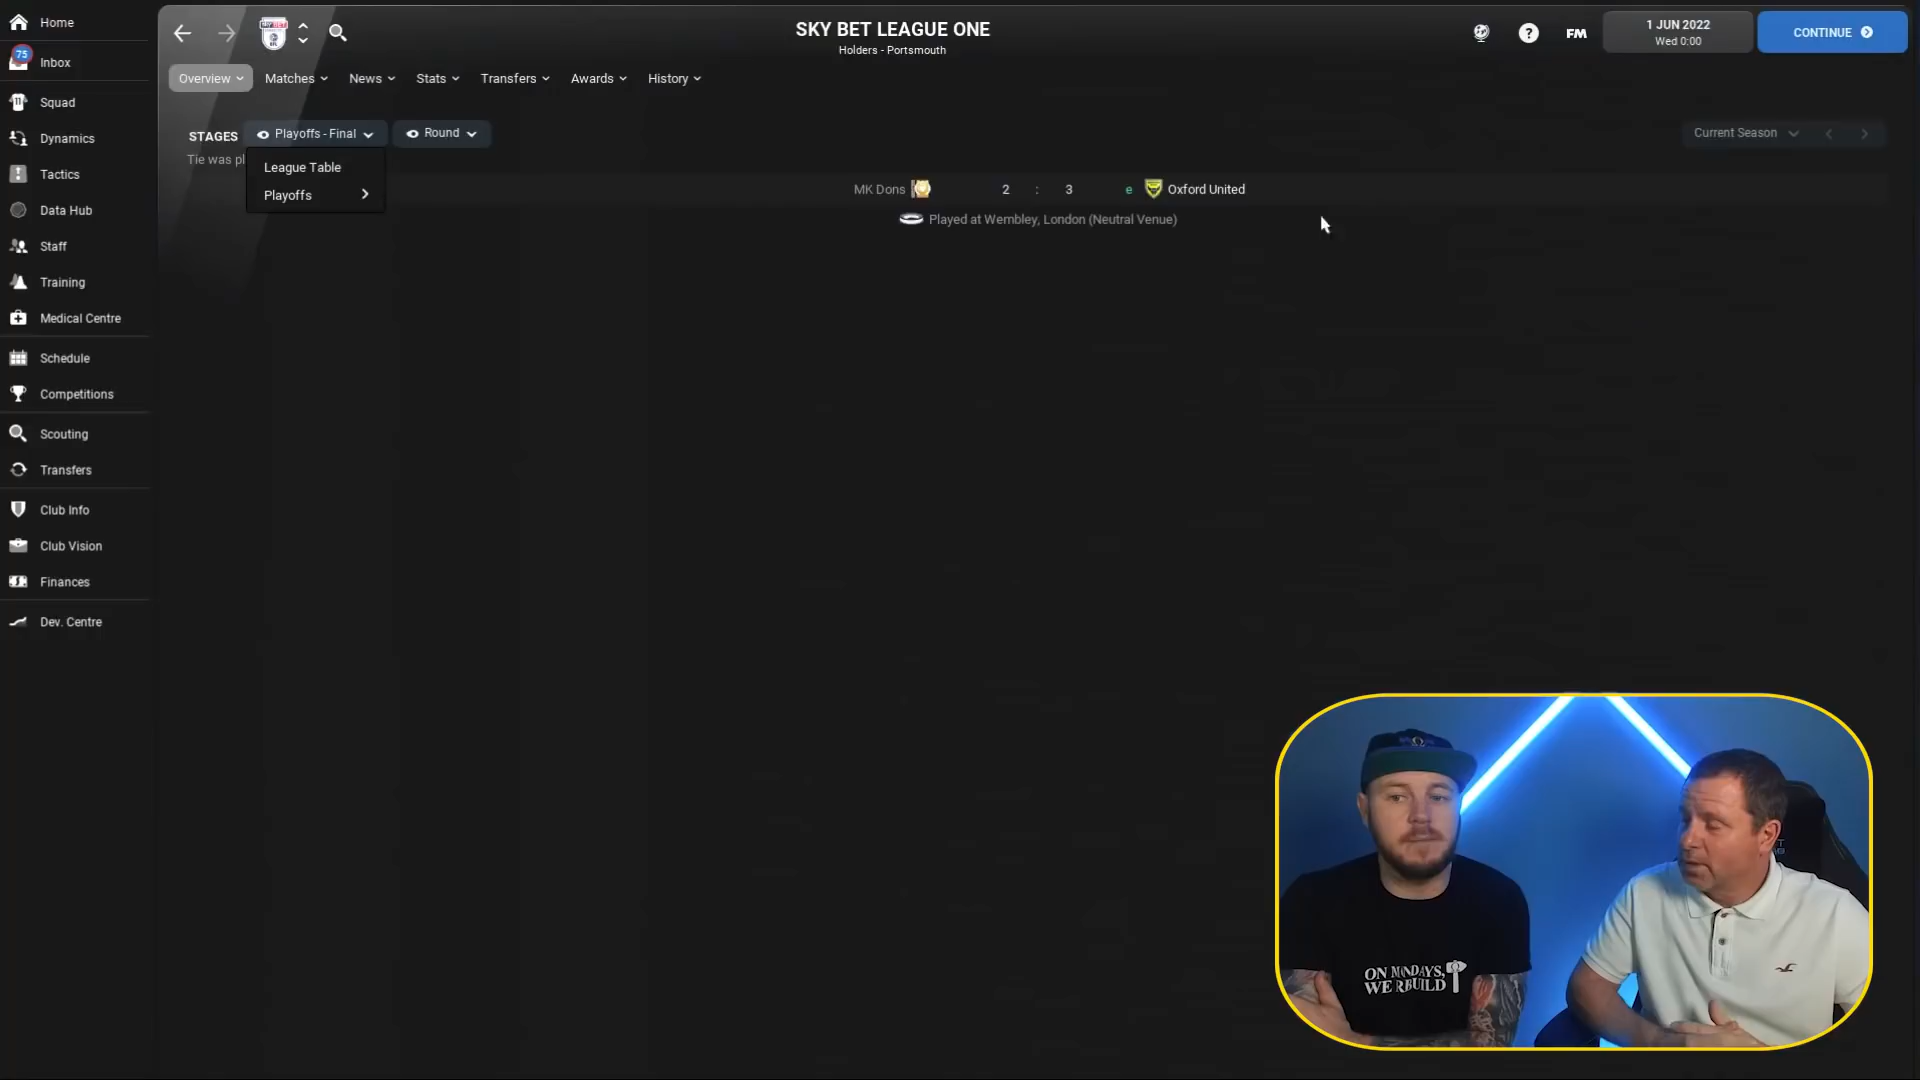 Home
75
Inbox
Squad
Dynamics
Tactics
Data Hub
Staff
Training
Medical Centre
Schedule
Competitions
Scouting
Transfers
Club Info
Club Vision
Finances
Dev. Centre
SKY BET LEAGUE ONE
Holders - Portsmouth
FM
1 JUN 2022
Wed 0:00
CONTINUE
Overview
Matches
News
Stats
Transfers
Awards
History
STAGES
Playoffs - Final
Round
Current Season
Tie was pl
League Table
Playoffs
MK Dons 2 : 3 e Oxford United
Played at Wembley, London (Neutral Venue)
ON MONDAYS,
WE REBUILD